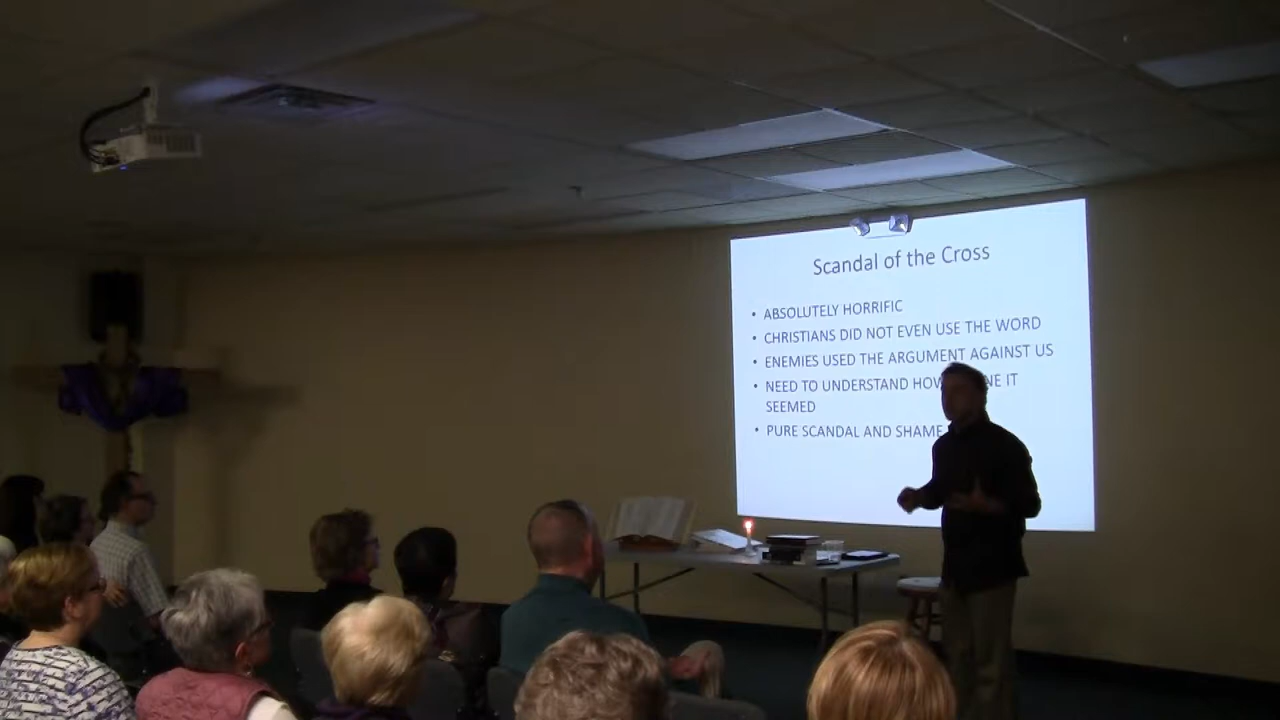 Scandal of the Cross
• ABSOLUTELY HORRIFIC
• CHRISTIANS DID NOT EVEN USE THE WORD
• ENEMIES USED THE ARGUMENT AGAINST US
• NEED TO UNDERSTAND IT
SEEMED
• PURE SCANDAL AND SHAME